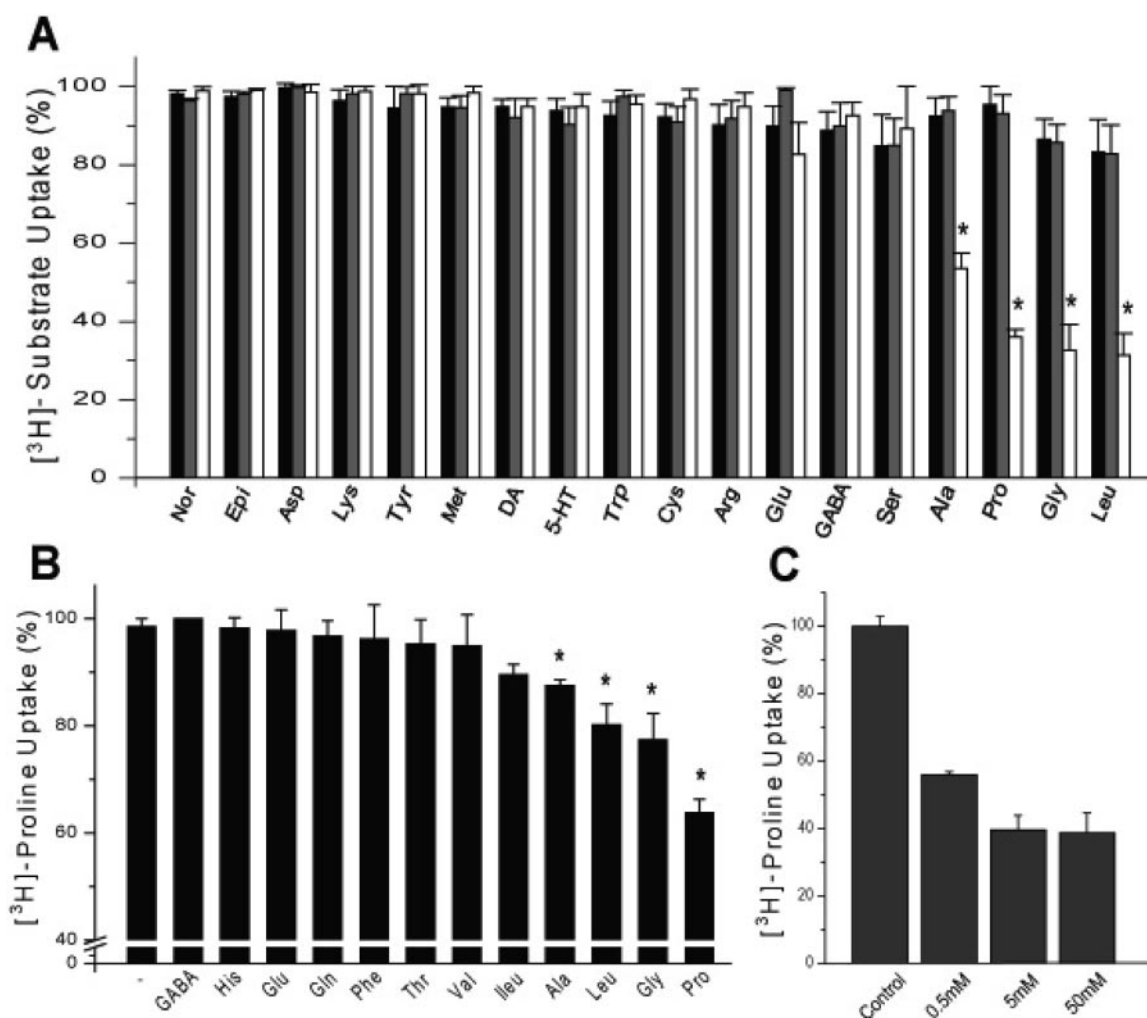 A
[³H]- Substrate Uptake (%)
100
80
60
40
20
0
* * * *
Nor Epi Asp Lys Tyr Met DA 5-HT Trp Cys Arg Glu GABA Ser Ala Pro Gly Leu
B
[³H]-Proline Uptake (%)
100
80
60
40
0
* * * *
- GABA His Glu Gln Phe Thr Val Ileu Ala Leu Gly Pro
C
[³H]-Proline Uptake (%)
100
80
60
40
20
0
Control 0.5mM 5mM 50mM